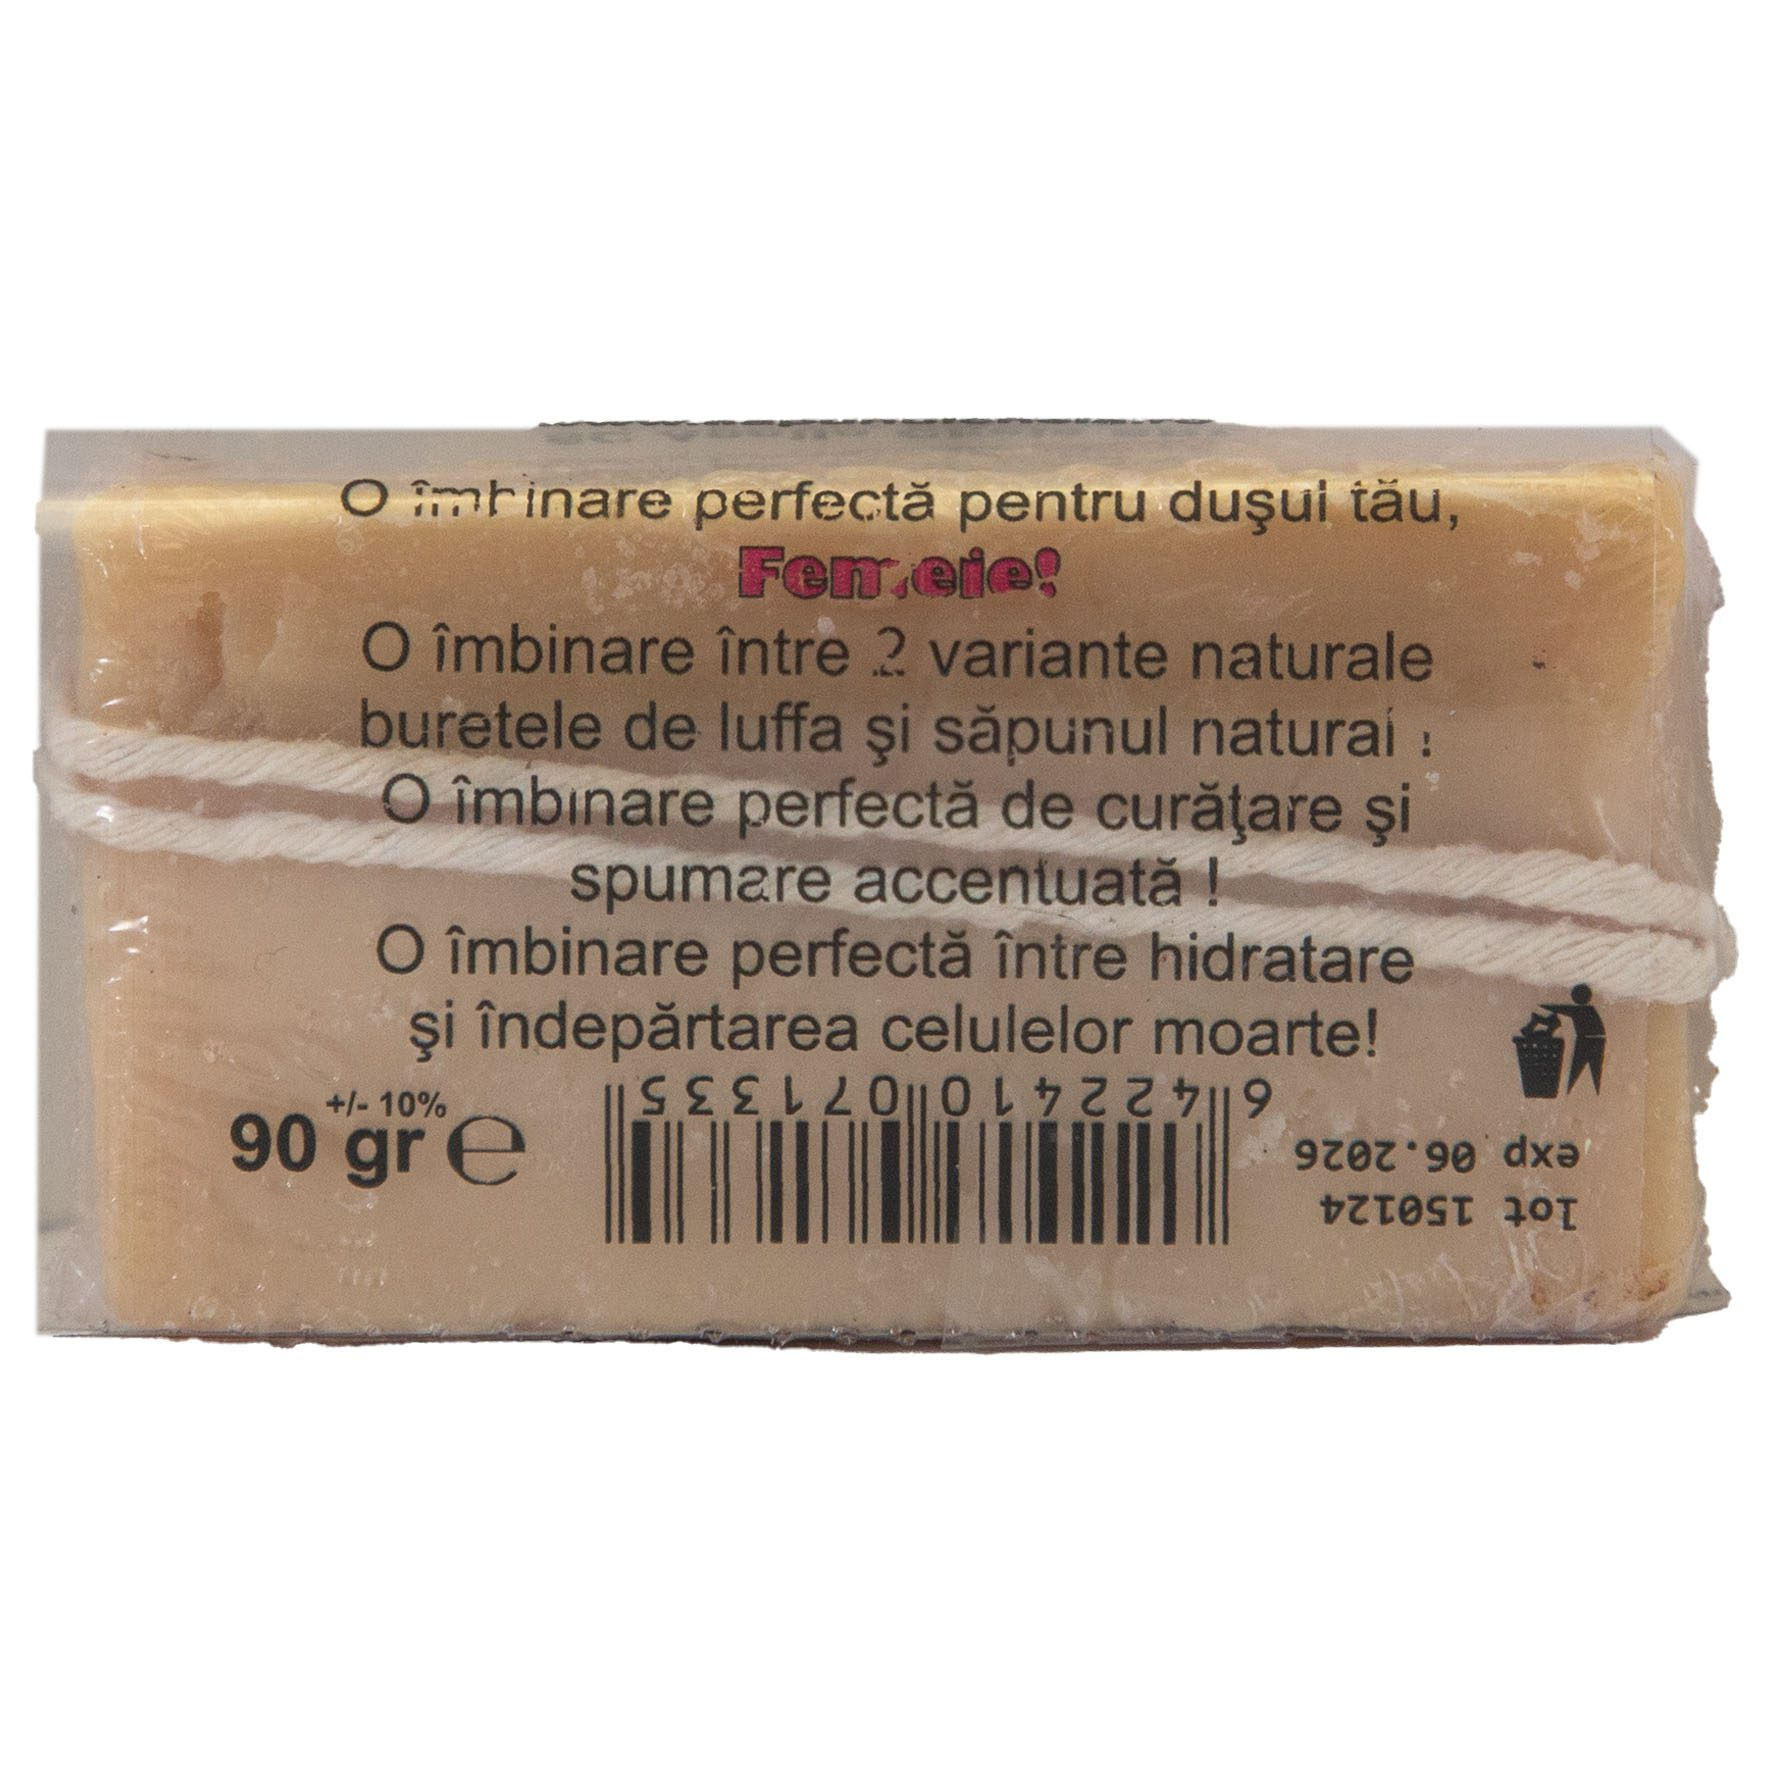 O îmbinare perfectă pentru duşul tău,
Femeie!
O îmbinare între 2 variante naturale
buretele de luffa şi săpunul natural !
O îmbinare perfectă de curăţare şi
spumare accentuată !
O îmbinare perfectă între hidratare
şi îndepărtarea celulelor moarte!
+/- 10%
90 gr ℮
6 422410 071335
lot 150124
exp 06.2026